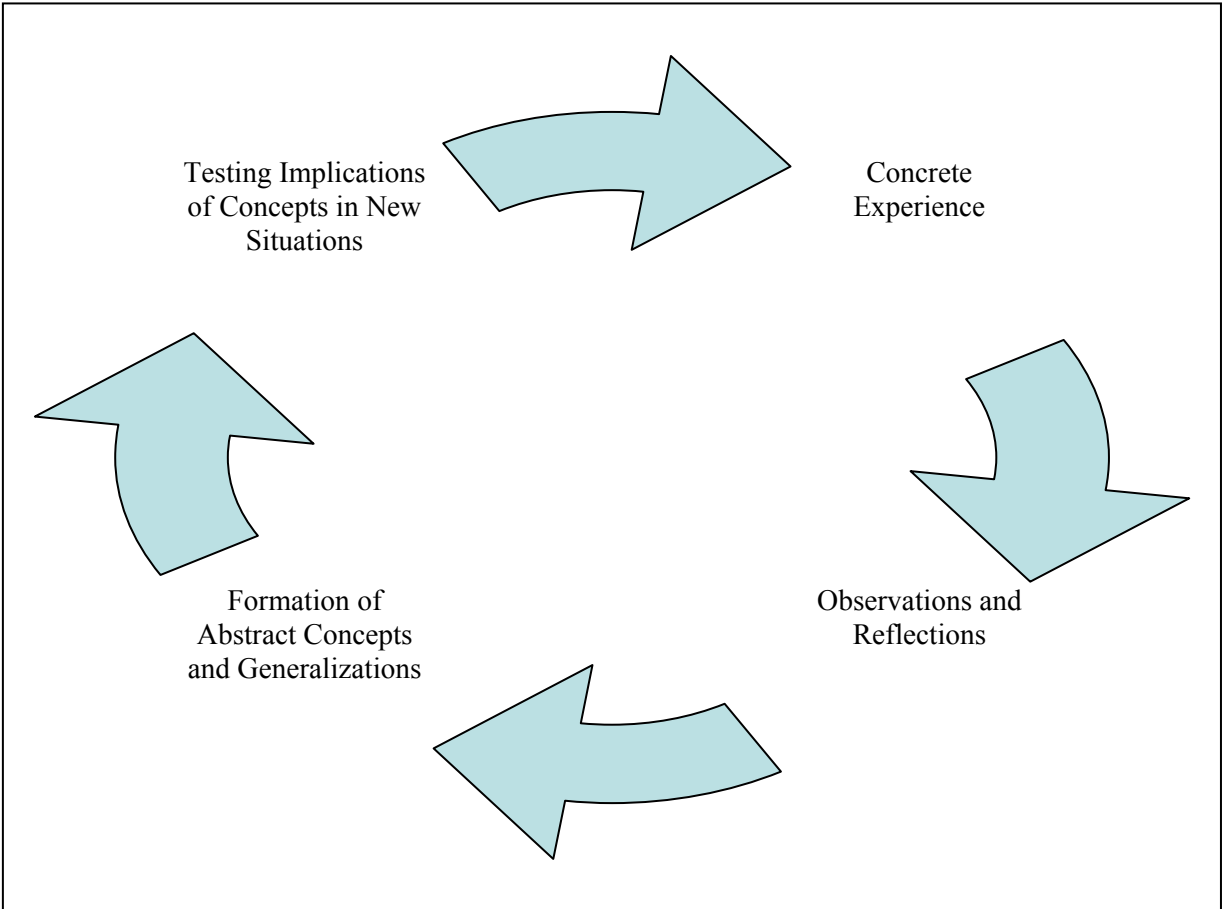 Testing Implications
of Concepts in New
Situations
Concrete
Experience
Formation of
Abstract Concepts
and Generalizations
Observations and
Reflections